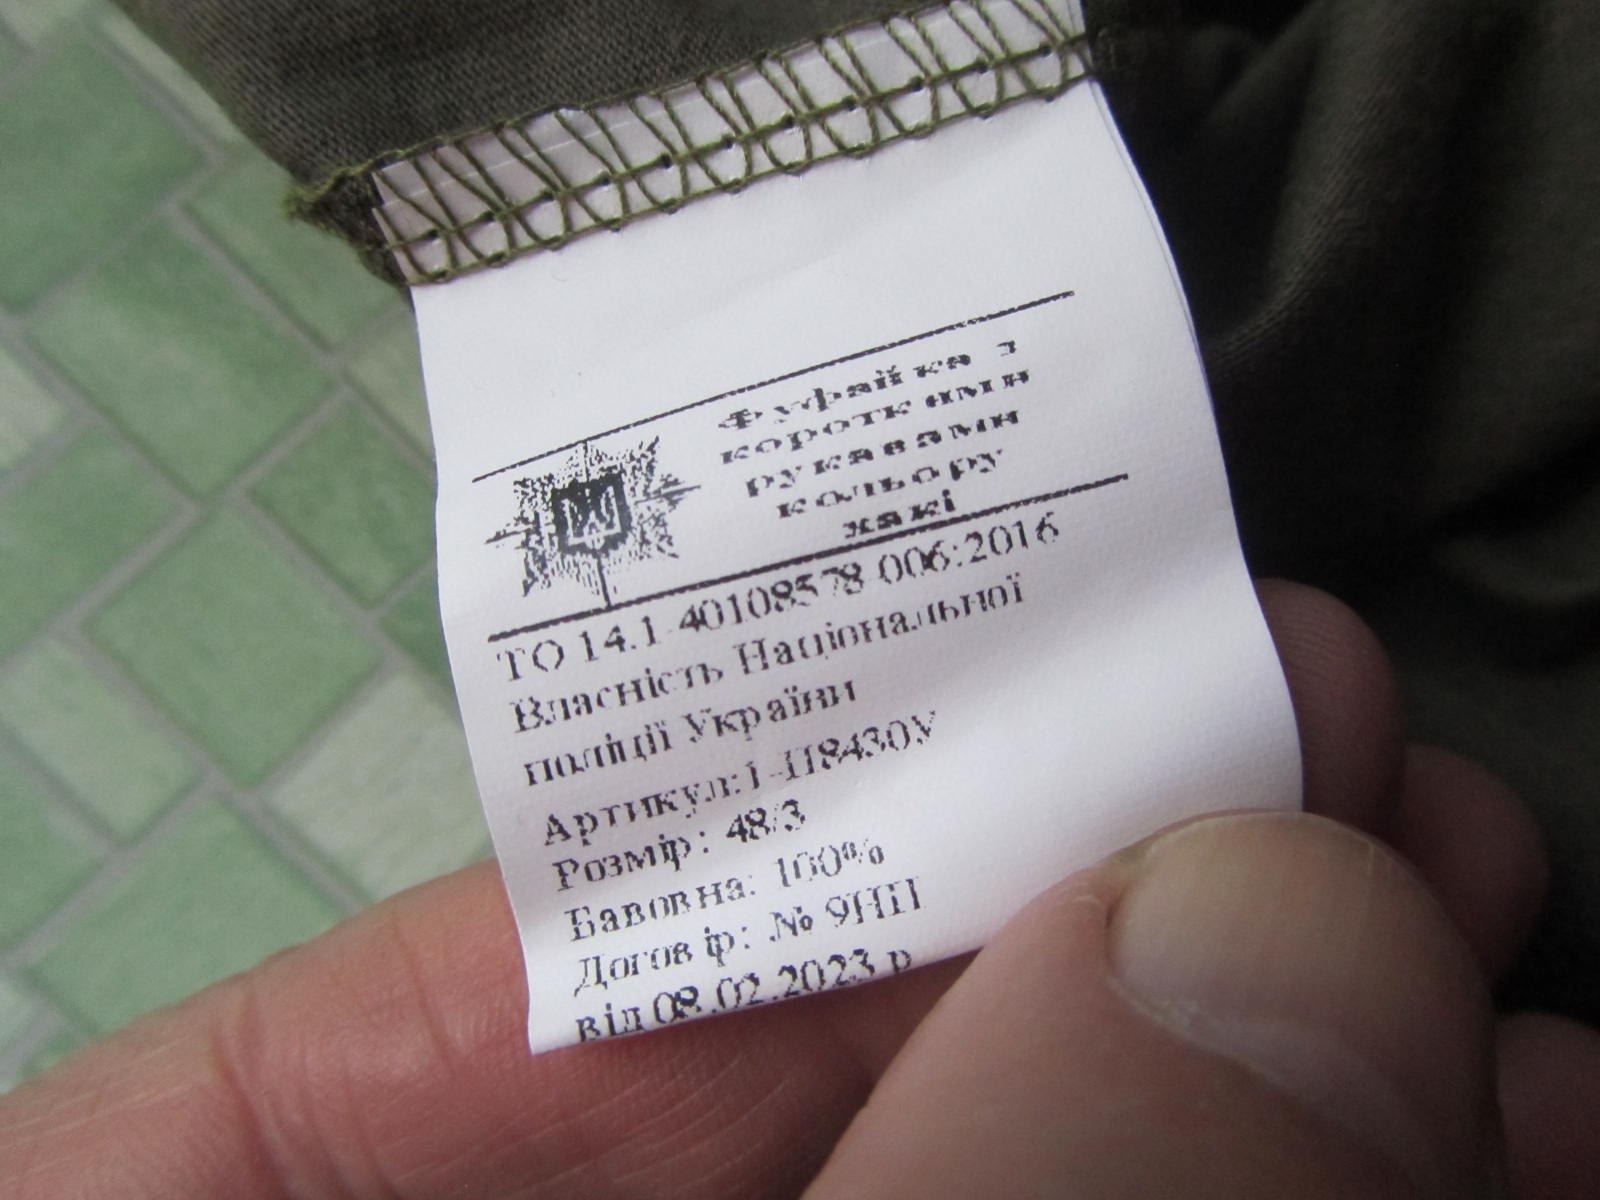 Фуфайка з
короткими
рукавами
кольору
хакі
ТО 14.1-40108578-006:2016
Власність Національної
поліції України
Артикул:1-П8430У
Розмір: 48/3
Бавовна: 100%
Договір: № 9НП
від 08.02.2023 р